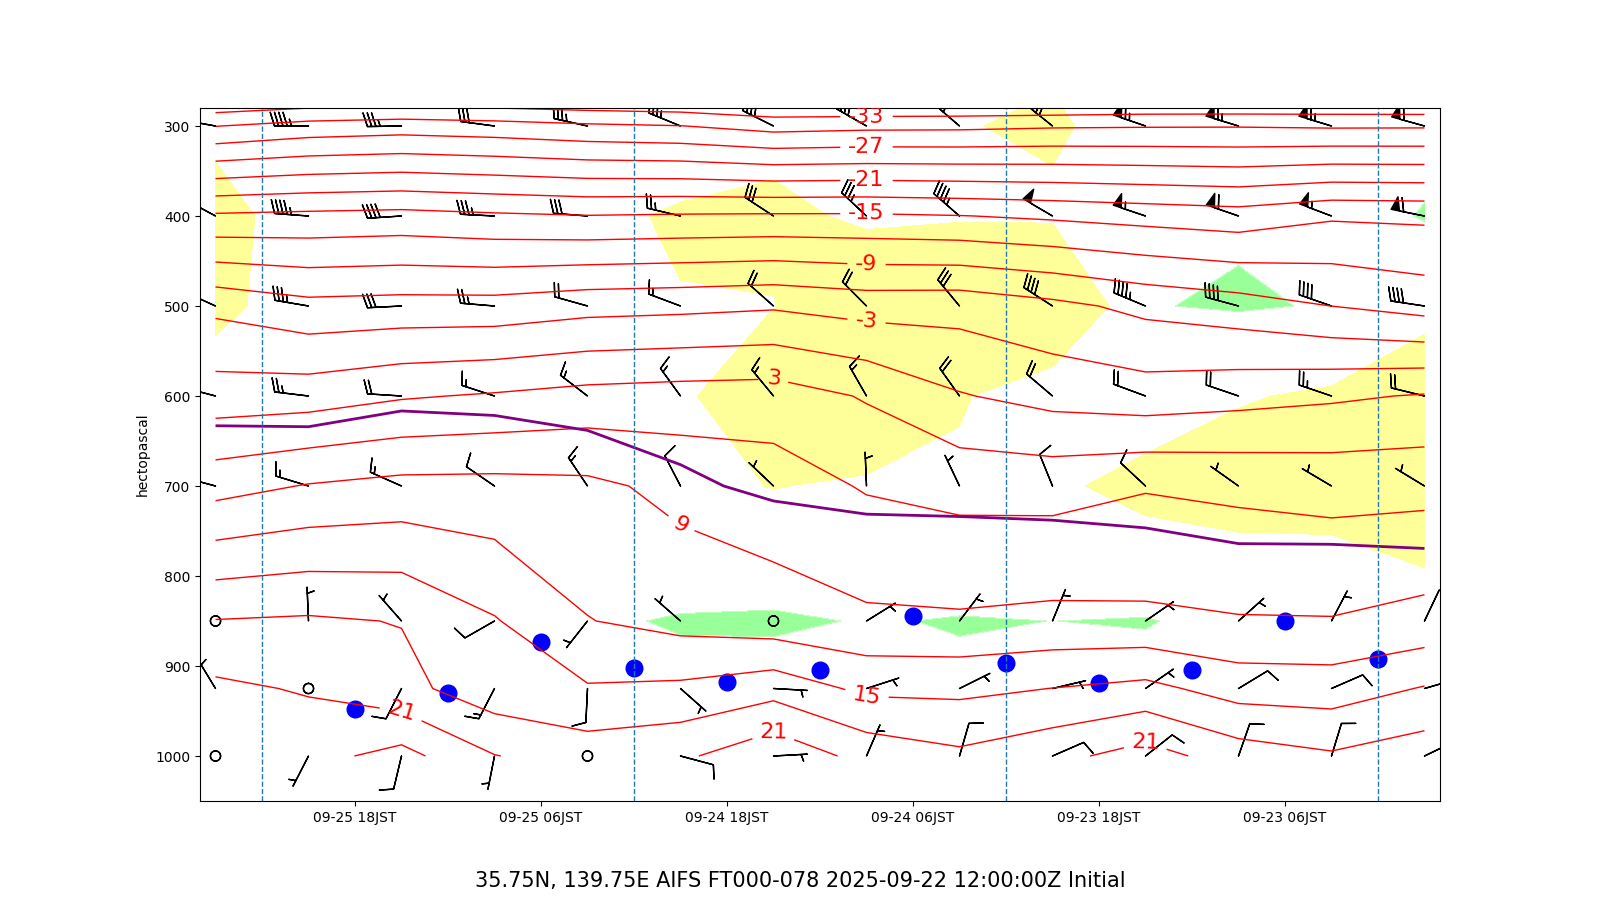 300
400
500
600
700
800
900
1000
hectopascal
-33
-27
-21
-15
-9
-3
3
9
15
21
21
21
09-25 18JST
09-25 06JST
09-24 18JST
09-24 06JST
09-23 18JST
09-23 06JST
35.75N, 139.75E AIFS FT000-078 2025-09-22 12:00:00Z Initial